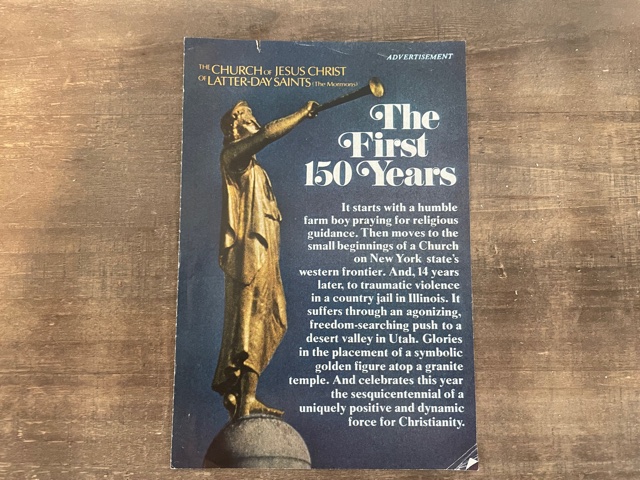 ADVERTISEMENT
THE CHURCH OF JESUS CHRIST
OF LATTER-DAY SAINTS (The Mormons)
The
First
150 Years
It starts with a humble
farm boy praying for religious
guidance. Then moves to the
small beginnings of a Church
on New York state's
western frontier. And, 14 years
later, to traumatic violence
in a country jail in Illinois. It
suffers through an agonizing,
freedom-searching push to a
desert valley in Utah. Glories
in the placement of a symbolic
golden figure atop a granite
temple. And celebrates this year
the sesquicentennial of a
uniquely positive and dynamic
force for Christianity.